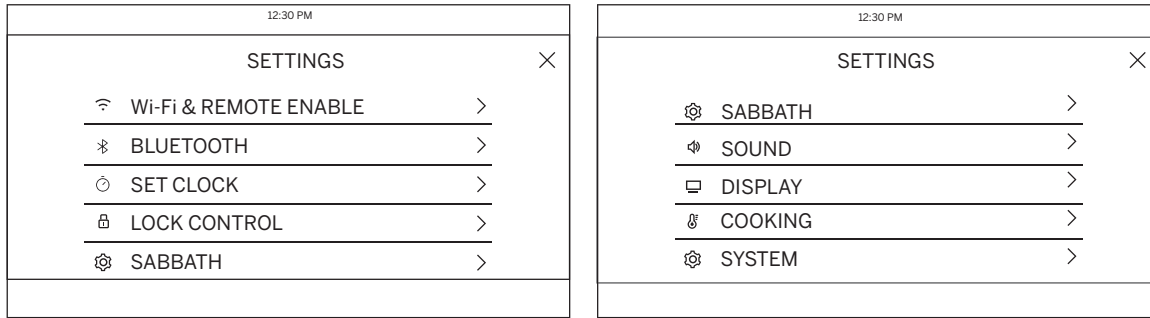 12:30 PM
SETTINGS
Wi-Fi & REMOTE ENABLE
BLUETOOTH
SET CLOCK
LOCK CONTROL
SABBATH
12:30 PM
SETTINGS
SABBATH
SOUND
DISPLAY
COOKING
SYSTEM